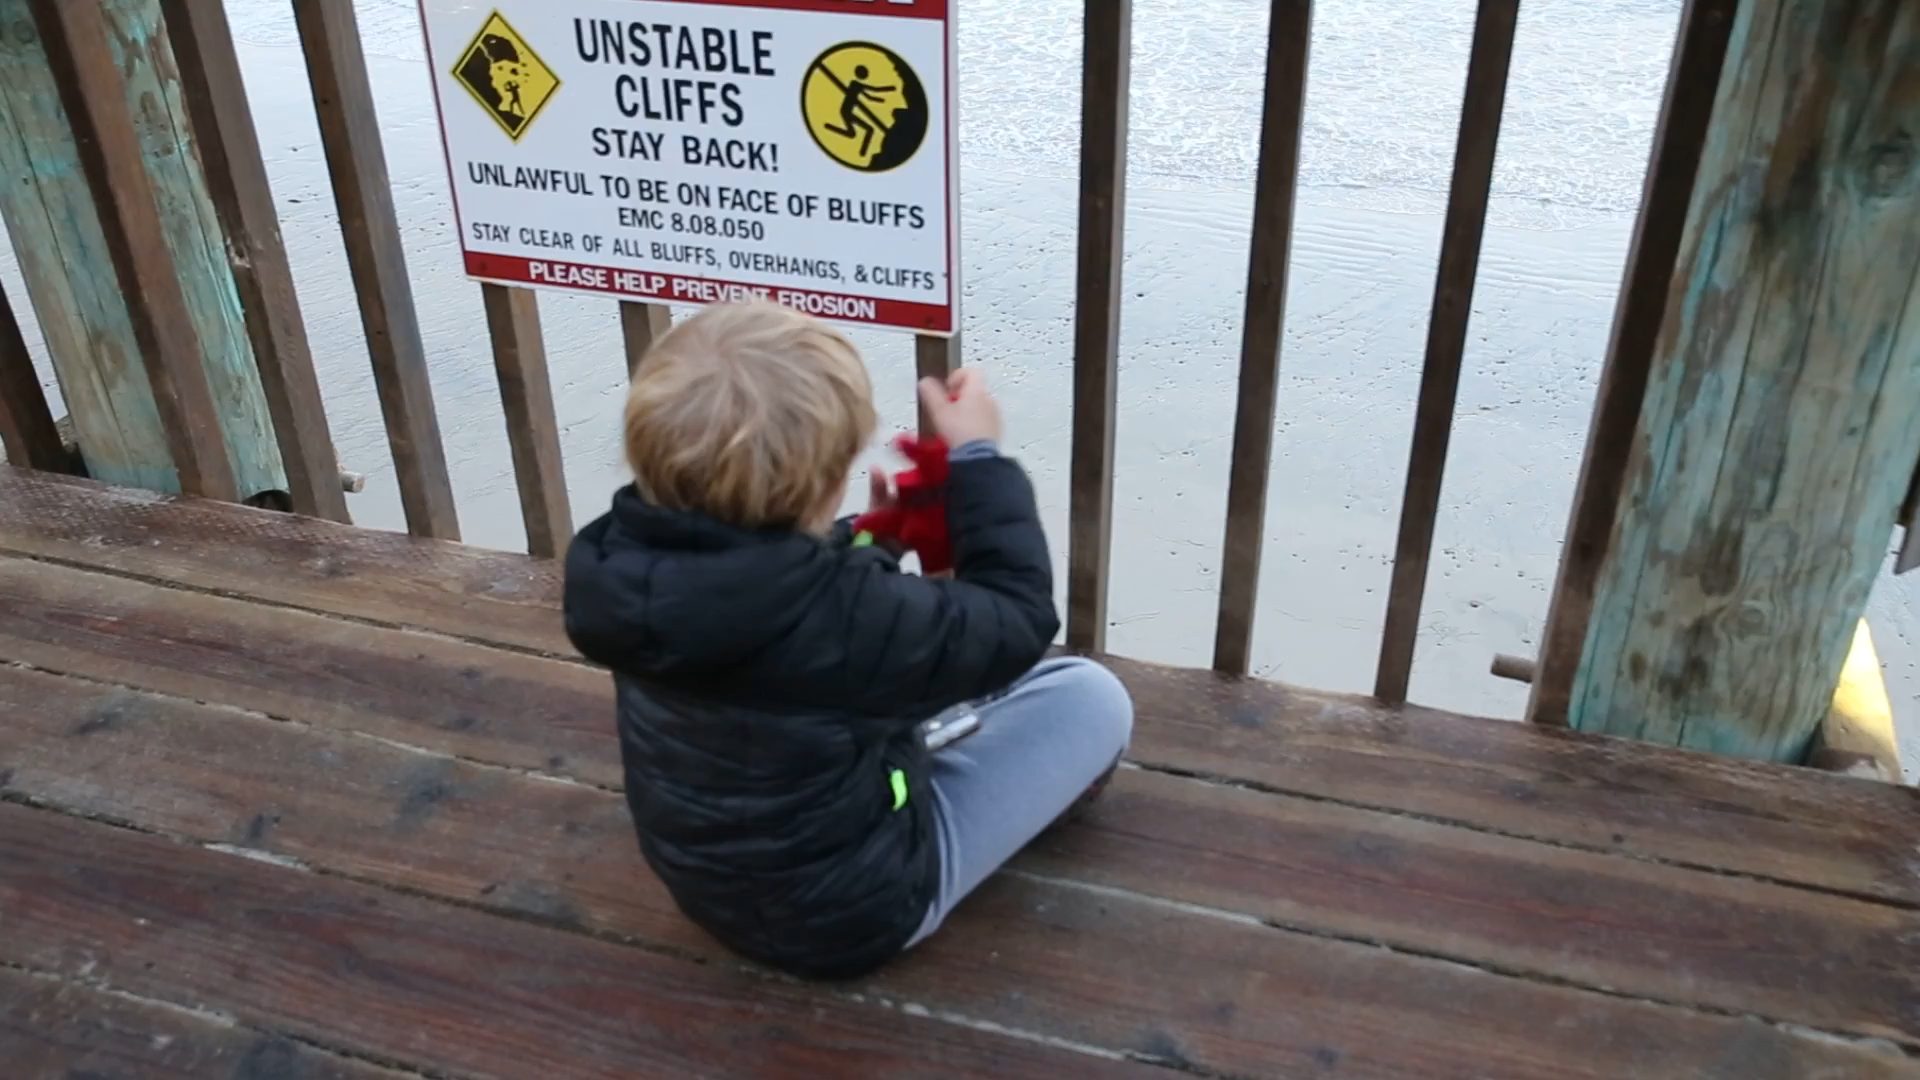 UNSTABLE
CLIFFS
STAY BACK!
UNLAWFUL TO BE ON FACE OF BLUFFS
EMC 8.08.050
STAY CLEAR OF ALL BLUFFS, OVERHANGS, & CLIFFS
PLEASE HELP PREVENT EROSION